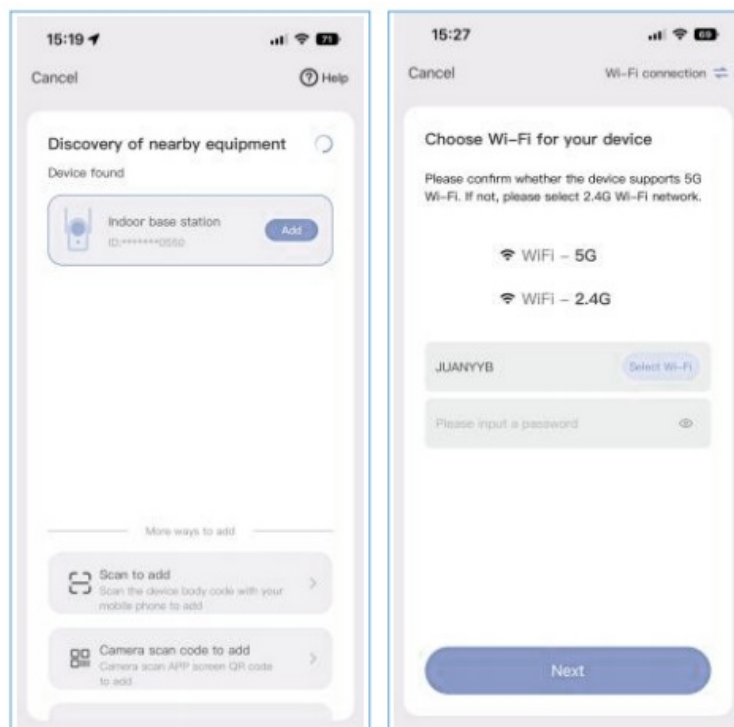 15:19
71
Cancel
Help
Discovery of nearby equipment
Device found
Indoor base station
ID:*******0550
Add
More ways to add
Scan to add
Scan the device body code with your
mobile phone to add
Camera scan code to add
Camera scan APP screen QR code
to add
15:27
69
Cancel
Wi-Fi connection
Choose Wi-Fi for your device
Please confirm whether the device supports 5G
Wi-Fi. If not, please select 2.4G Wi-Fi network.
WiFi - 5G
WiFi - 2.4G
JUANYYB
Select Wi-Fi
Please input a password
Next